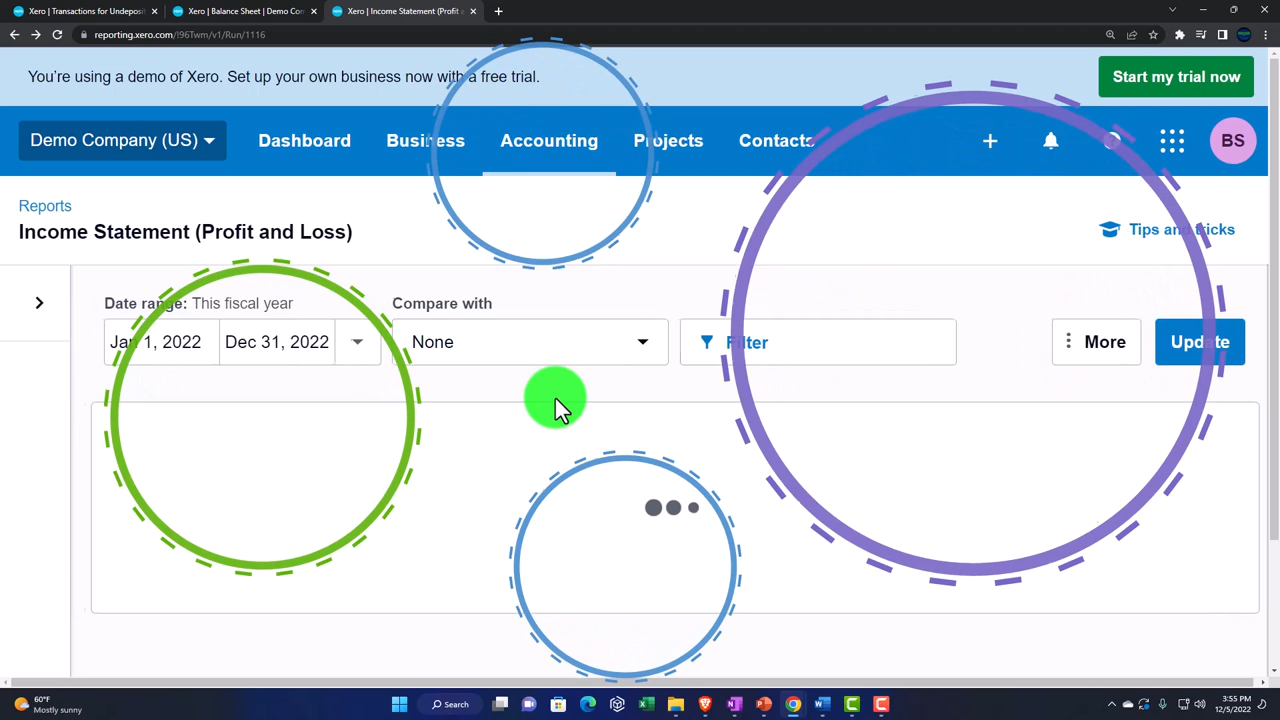 Xero | Transactions for Undeposit
Xero | Balance Sheet | Demo Com
Xero | Income Statement (Profit a
reporting.xero.com/!96Twm/v1/Run/1116
You're using a demo of Xero. Set up your own business now with a free trial.
Start my trial now
Demo Company (US)
Dashboard
Business
Accounting
Projects
Contacts
BS
Reports
Income Statement (Profit and Loss)
Tips and tricks
Date range: This fiscal year
Compare with
Jan 1, 2022
Dec 31, 2022
None
Filter
More
Update
60°F
Mostly sunny
Search
3:55 PM
12/5/2022